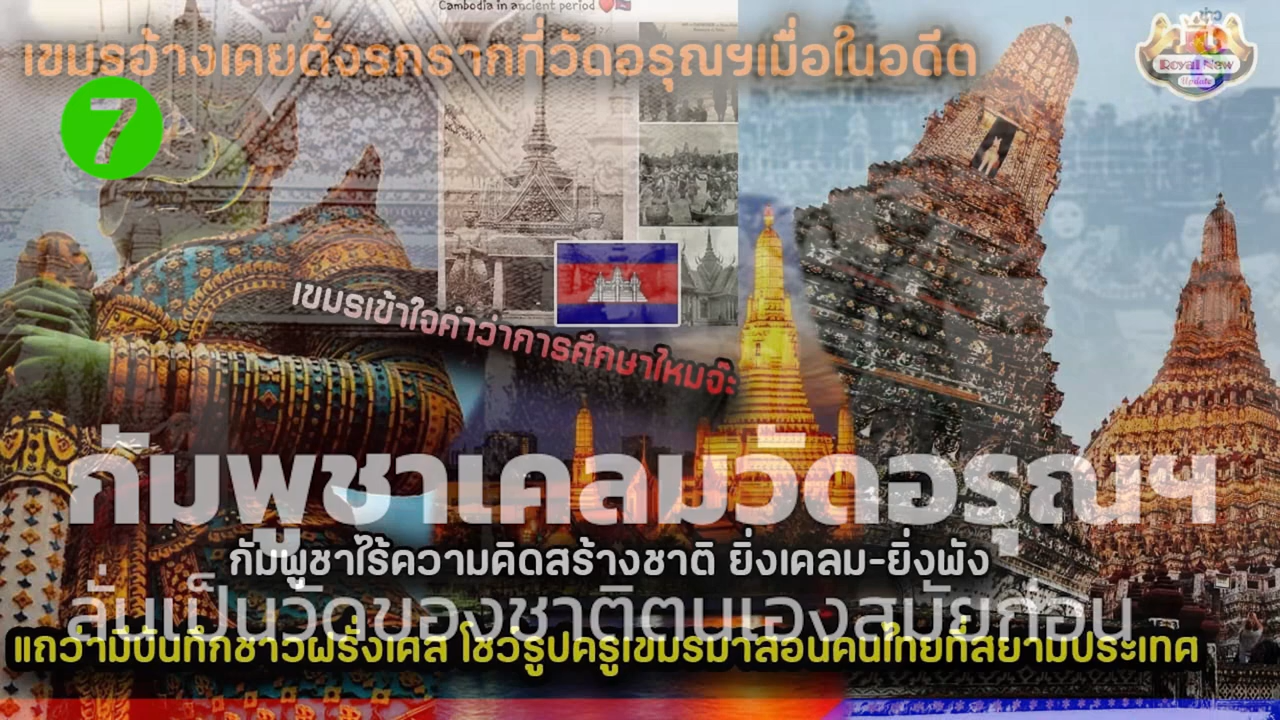 Cambodia in ancient period
ข่าว
Royal New
Update
เขมรอ้างเคยตั้งรกรากที่วัดอรุณฯเมื่อในอดีต
7
เขมรเข้าใจคำว่าการศึกษาใหมจ๊ะ
กัมพูชาเคลมวัดอรุณฯ
กัมพูชาไร้ความคิดสร้างชาติ ยิ่งเคลม-ยิ่งพัง
ลั่นเป็นวัดของชาติตนเองสมัยก่อน
แถว่ามีบันทึกชาวฝรั่งเศส โชว์รูปครูเขมรมาสอนคนไทยที่สยามประเทศ